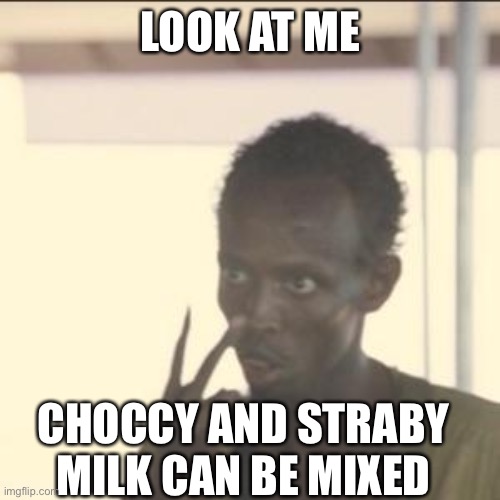 LOOK AT ME
CHOCCY AND STRABY
MILK CAN BE MIXED
imgflip.com